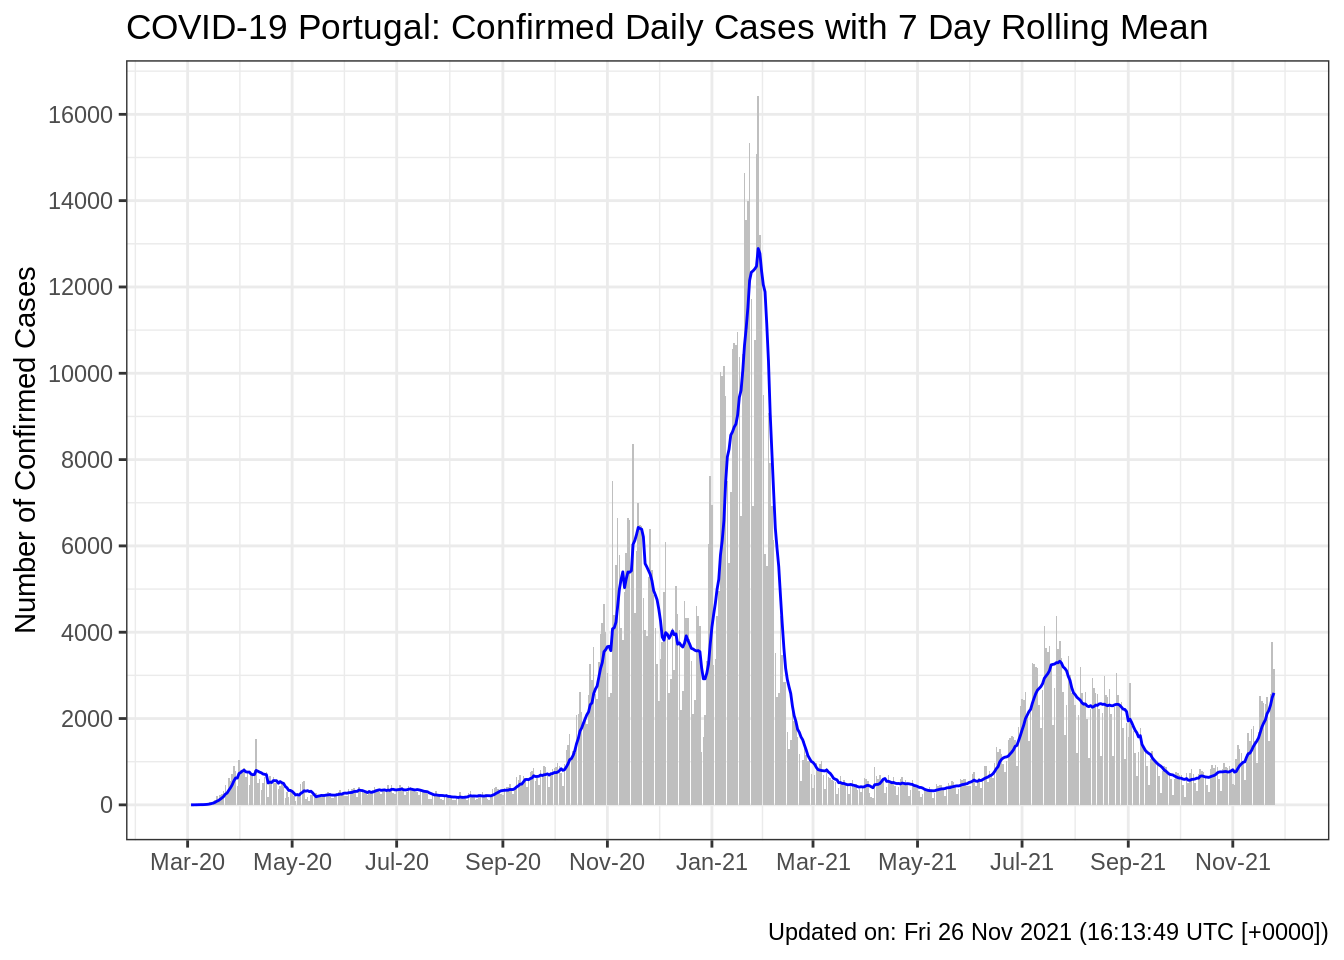 COVID-19 Portugal: Confirmed Daily Cases with 7 Day Rolling Mean
Number of Confirmed Cases
16000
14000
12000
10000
8000
6000
4000
2000
0
Mar-20 May-20 Jul-20 Sep-20 Nov-20 Jan-21 Mar-21 May-21 Jul-21 Sep-21 Nov-21
Updated on: Fri 26 Nov 2021 (16:13:49 UTC [+0000])